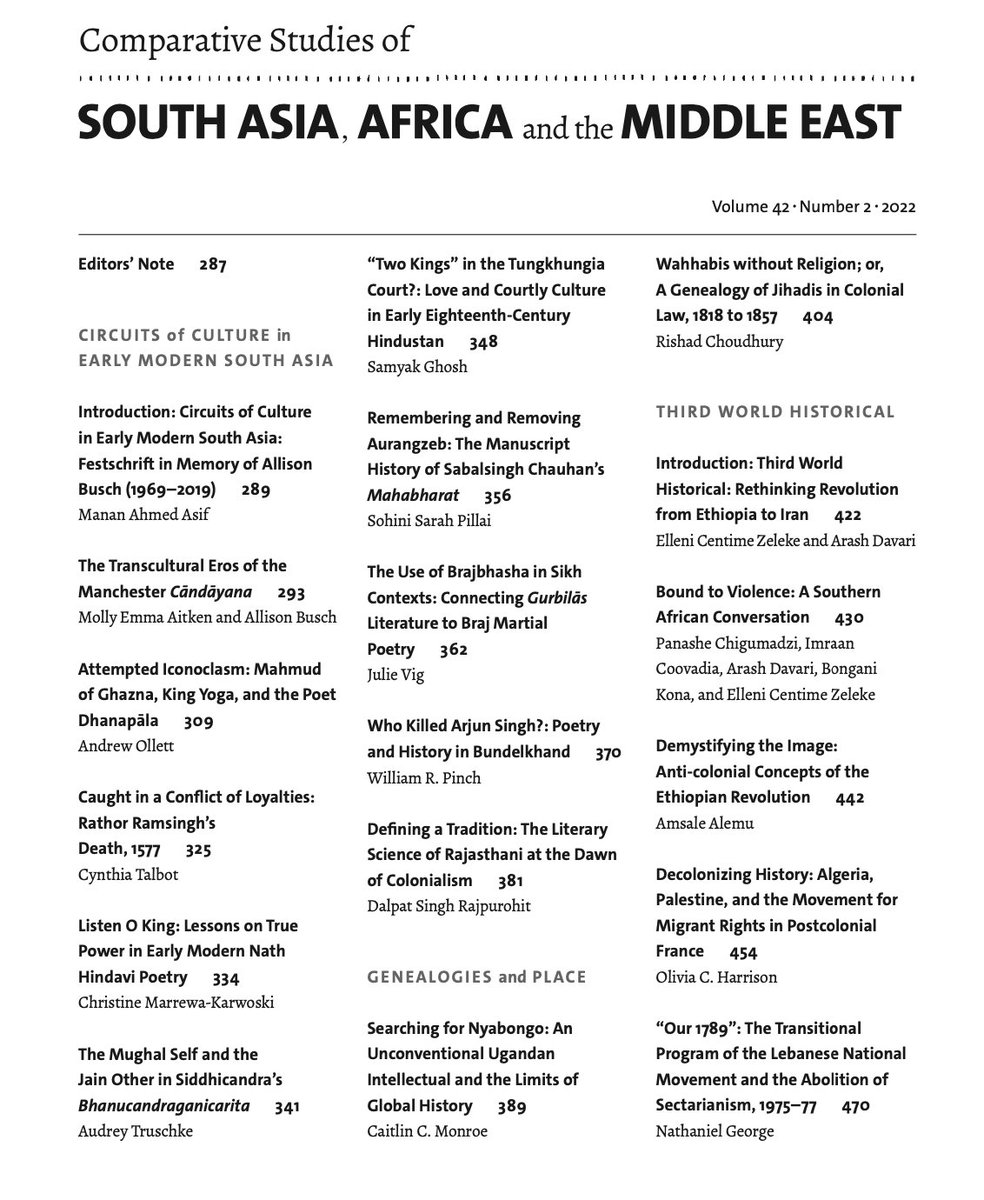 Comparative Studies of
SOUTH ASIA, AFRICA and the MIDDLE EAST
Volume 42 · Number 2 · 2022
Editors’ Note 287
CIRCUITS of CULTURE in
EARLY MODERN SOUTH ASIA
Introduction: Circuits of Culture
in Early Modern South Asia:
Festschrift in Memory of Allison
Busch (1969–2019) 289
Manan Ahmed Asif
The Transcultural Eros of the
Manchester Cāndāyana 293
Molly Emma Aitken and Allison Busch
Attempted Iconoclasm: Mahmud
of Ghazna, King Yoga, and the Poet
Dhanapāla 309
Andrew Ollett
Caught in a Conflict of Loyalties:
Rathor Ramsingh’s
Death, 1577 325
Cynthia Talbot
Listen O King: Lessons on True
Power in Early Modern Nath
Hindavi Poetry 334
Christine Marrewa-Karwoski
The Mughal Self and the
Jain Other in Siddhicandra’s
Bhanucandraganicarita 341
Audrey Truschke
“Two Kings” in the Tungkhungia
Court?: Love and Courtly Culture
in Early Eighteenth-Century
Hindustan 348
Samyak Ghosh
Remembering and Removing
Aurangzeb: The Manuscript
History of Sabalsingh Chauhan’s
Mahabharat 356
Sohini Sarah Pillai
The Use of Brajbhasha in Sikh
Contexts: Connecting Gurbilās
Literature to Braj Martial
Poetry 362
Julie Vig
Who Killed Arjun Singh?: Poetry
and History in Bundelkhand 370
William R. Pinch
Defining a Tradition: The Literary
Science of Rajasthani at the Dawn
of Colonialism 381
Dalpat Singh Rajpurohit
GENEALOGIES and PLACE
Searching for Nyabongo: An
Unconventional Ugandan
Intellectual and the Limits of
Global History 389
Caitlin C. Monroe
Wahhabis without Religion; or,
A Genealogy of Jihadis in Colonial
Law, 1818 to 1857 404
Rishad Choudhury
THIRD WORLD HISTORICAL
Introduction: Third World
Historical: Rethinking Revolution
from Ethiopia to Iran 422
Elleni Centime Zeleke and Arash Davari
Bound to Violence: A Southern
African Conversation 430
Panashe Chigumadzi, Imraan
Coovadia, Arash Davari, Bongani
Kona, and Elleni Centime Zeleke
Demystifying the Image:
Anti-colonial Concepts of the
Ethiopian Revolution 442
Amsale Alemu
Decolonizing History: Algeria,
Palestine, and the Movement for
Migrant Rights in Postcolonial
France 454
Olivia C. Harrison
“Our 1789”: The Transitional
Program of the Lebanese National
Movement and the Abolition of
Sectarianism, 1975–77 470
Nathaniel George